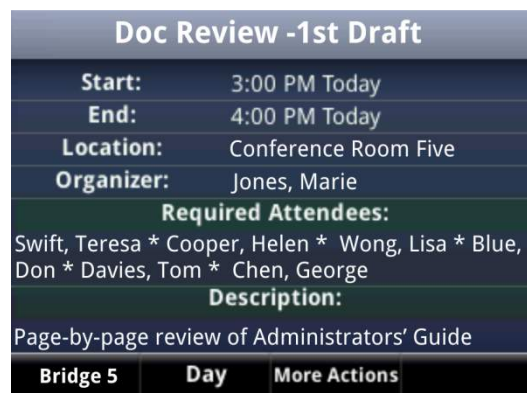 Doc Review -1st Draft
Start: 3:00 PM Today
End: 4:00 PM Today
Location: Conference Room Five
Organizer: Jones, Marie
Required Attendees:
Swift, Teresa * Cooper, Helen * Wong, Lisa * Blue,
Don * Davies, Tom * Chen, George
Description:
Page-by-page review of Administrators’ Guide
Bridge 5 Day More Actions